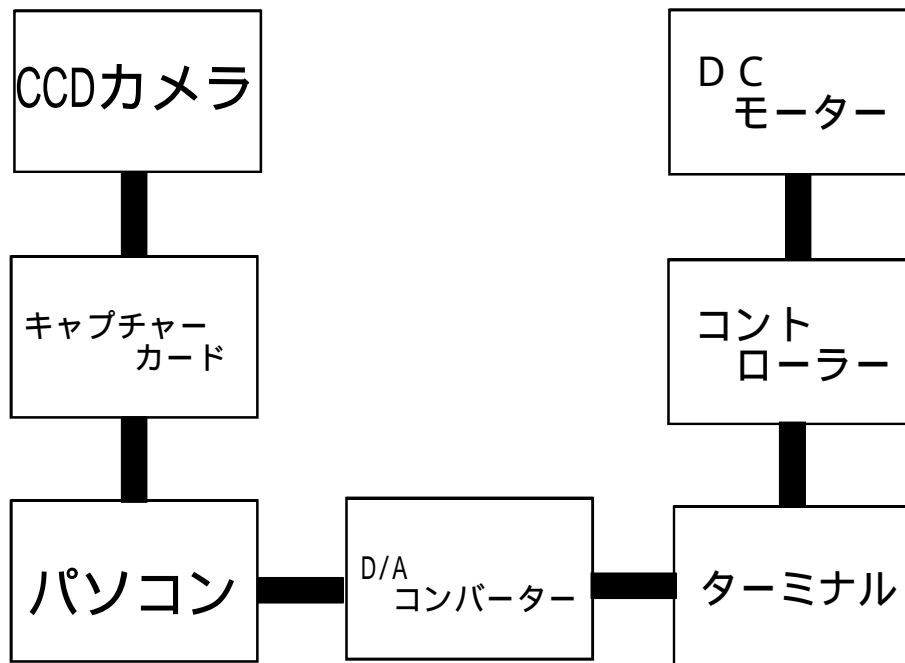 CCDカメラ
DC
モーター
キャプチャー
カード
コント
ローラー
パソコン
D/A
コンバーター
ターミナル